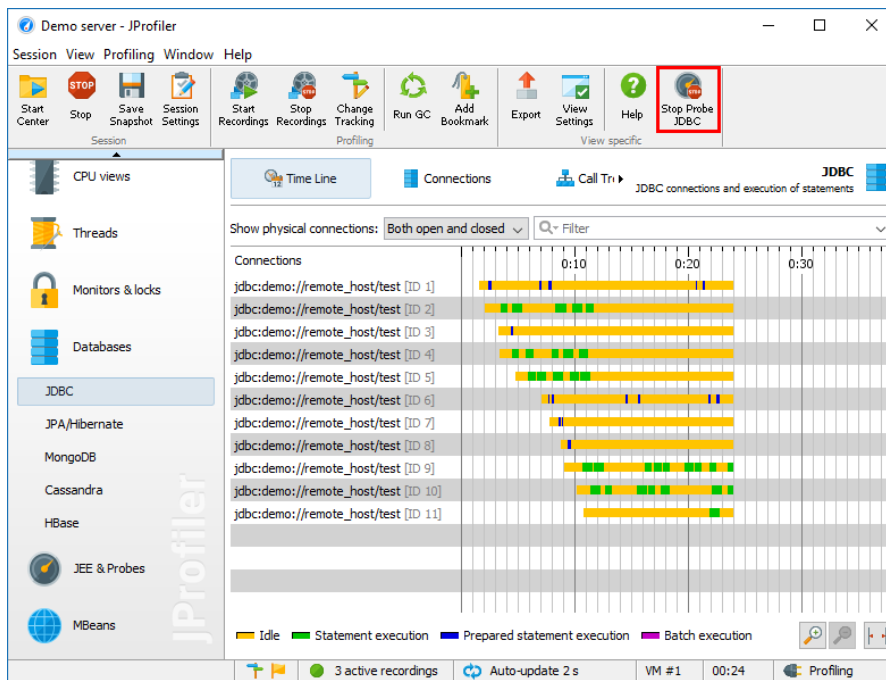 Demo server - JProfiler
Session View Profiling Window Help
Start Center
Stop
Save Snapshot
Session Settings
Start Recordings
Stop Recordings
Change Tracking
Run GC
Add Bookmark
Export
View Settings
Help
Stop Probe JDBC
Session
Profiling
View specific
CPU views
Threads
Monitors & locks
Databases
JDBC
JPA/Hibernate
MongoDB
Cassandra
HBase
JEE & Probes
MBeans
JProfiler
Time Line
Connections
Call Tr
JDBC
JDBC connections and execution of statements
Show physical connections: Both open and closed
Filter
Connections
0:10 0:20 0:30
jdbc:demo://remote_host/test [ID 1]
jdbc:demo://remote_host/test [ID 2]
jdbc:demo://remote_host/test [ID 3]
jdbc:demo://remote_host/test [ID 4]
jdbc:demo://remote_host/test [ID 5]
jdbc:demo://remote_host/test [ID 6]
jdbc:demo://remote_host/test [ID 7]
jdbc:demo://remote_host/test [ID 8]
jdbc:demo://remote_host/test [ID 9]
jdbc:demo://remote_host/test [ID 10]
jdbc:demo://remote_host/test [ID 11]
Idle Statement execution Prepared statement execution Batch execution
3 active recordings Auto-update 2 s VM #1 00:24 Profiling